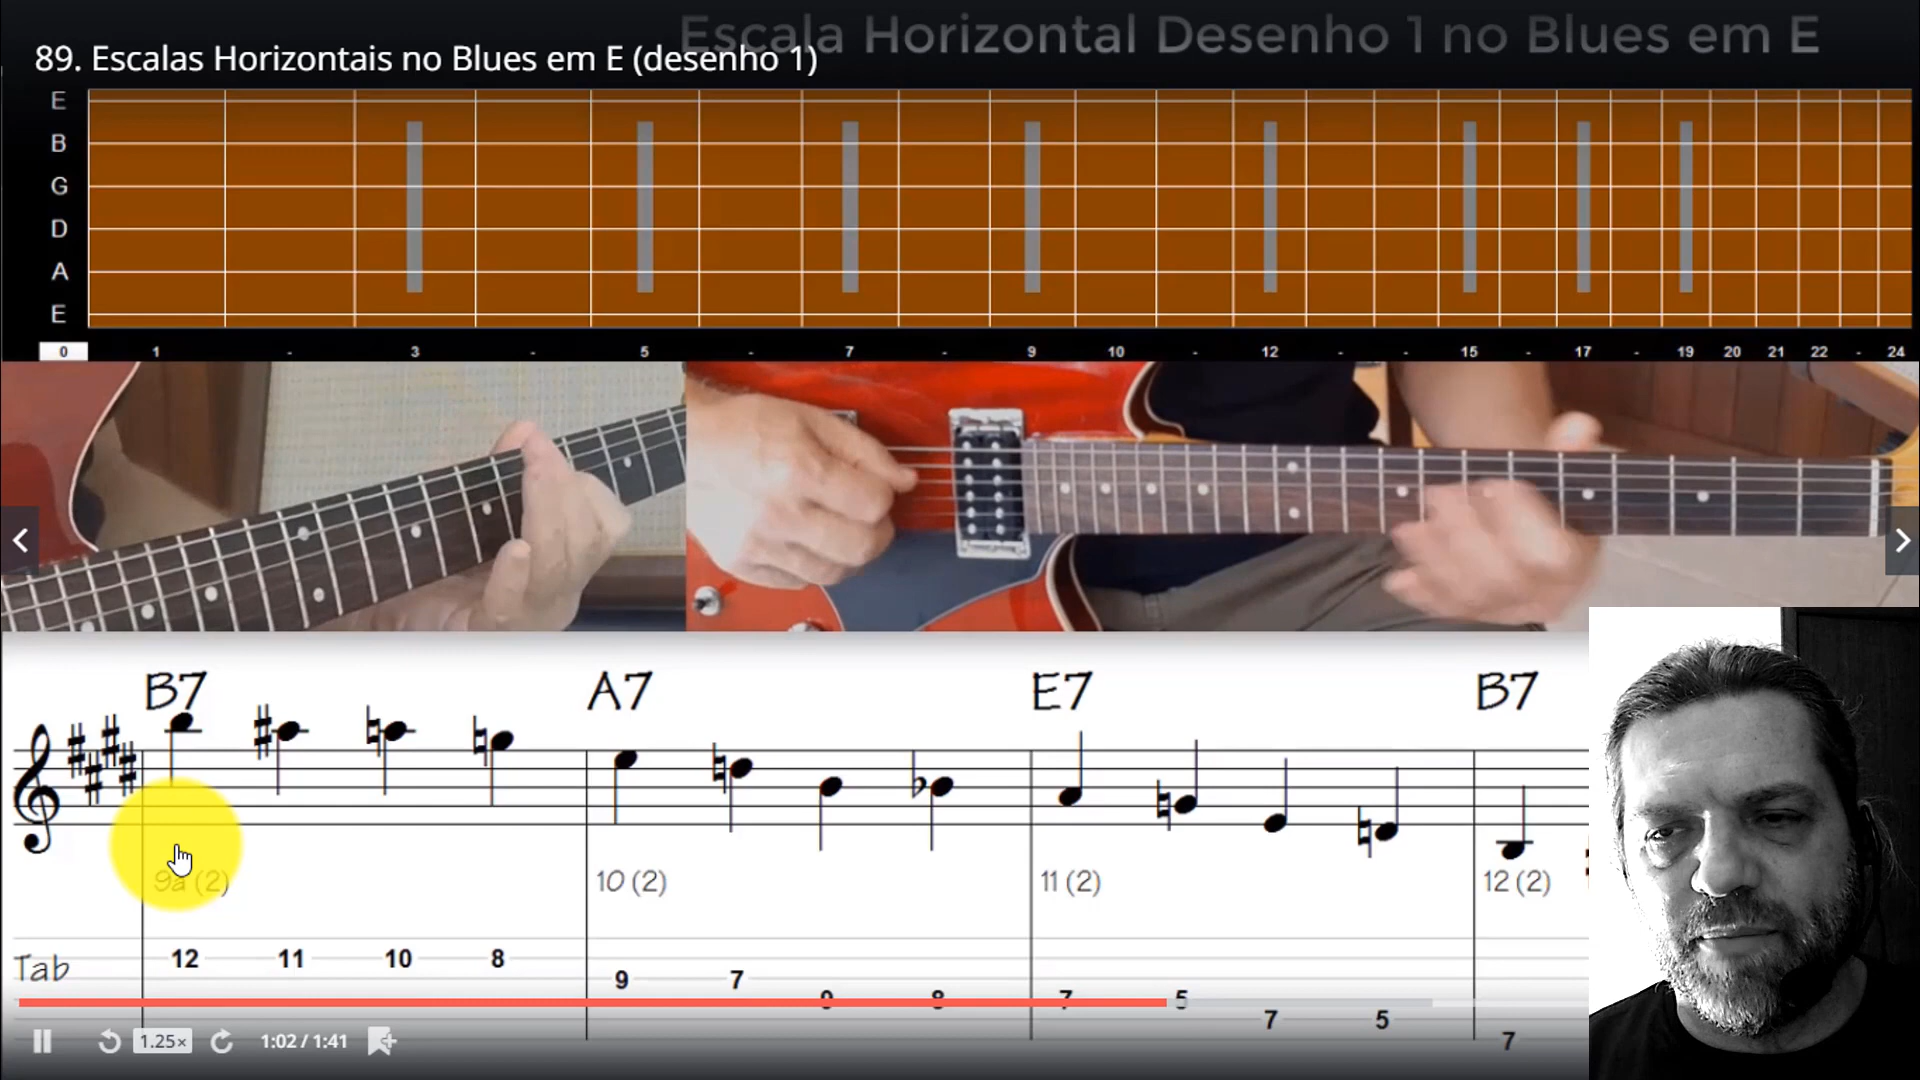 Escala Horizontal Desenho 1 no Blues em E
89. Escalas Horizontais no Blues em E (desenho 1)
E
B
G
D
A
E
0 1 - 3 - 5 - 7 - 9 10 - 12 - - 15 - 17 - 19 20 21 22 - 24
B7 A7 E7 B7
9a (2) 10 (2) 11 (2) 12 (2)
Tab
12 11 10 8
9 7
9 8 7 5
7 5
7
1.25× 1:02 / 1:41